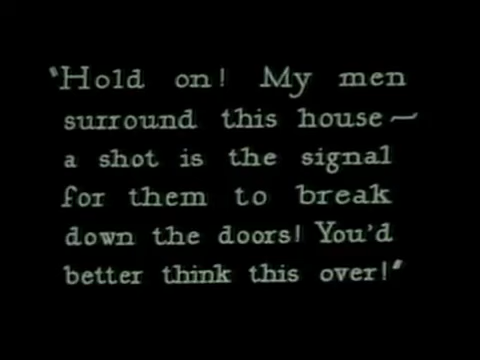 "Hold on! My men
surround this house—
a shot is the signal
for them to break
down the doors! You'd
better think this over!"